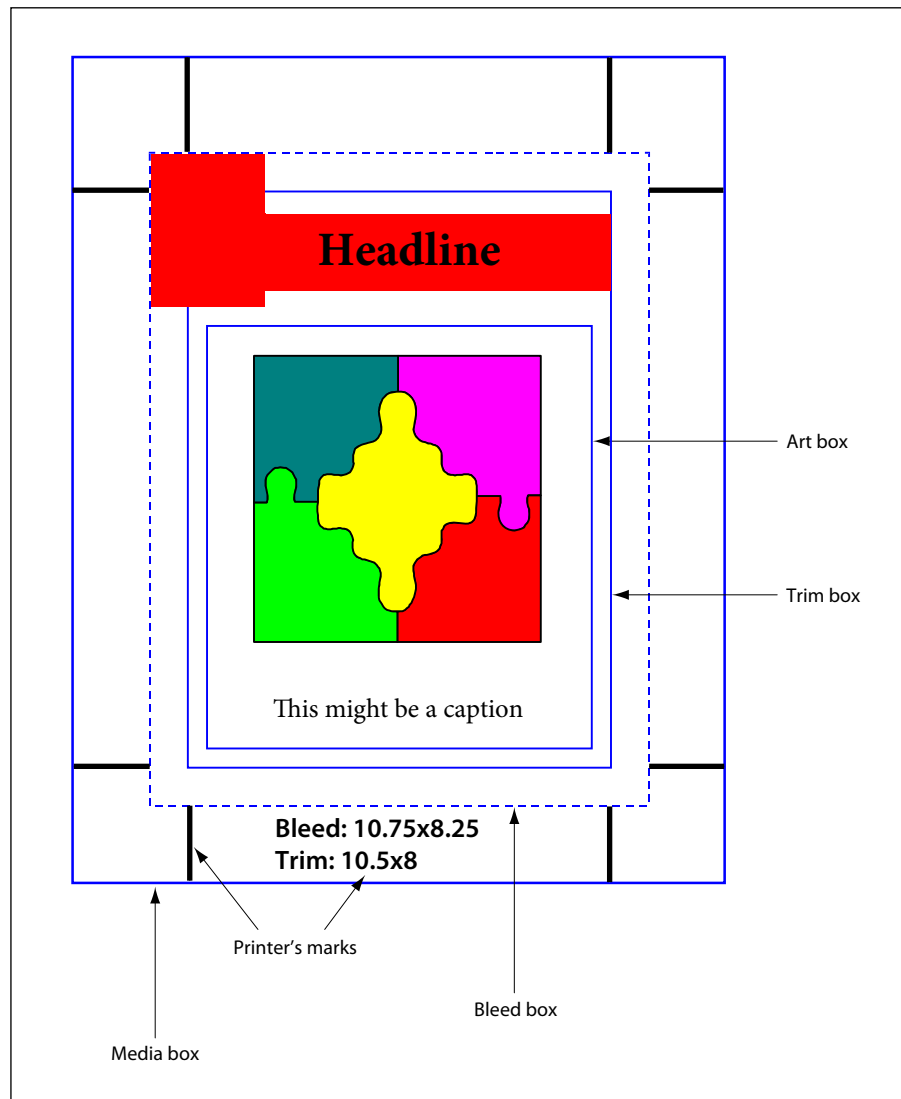 Headline
Art box
Trim box
This might be a caption
Bleed: 10.75x8.25
Trim: 10.5x8
Printer’s marks
Bleed box
Media box